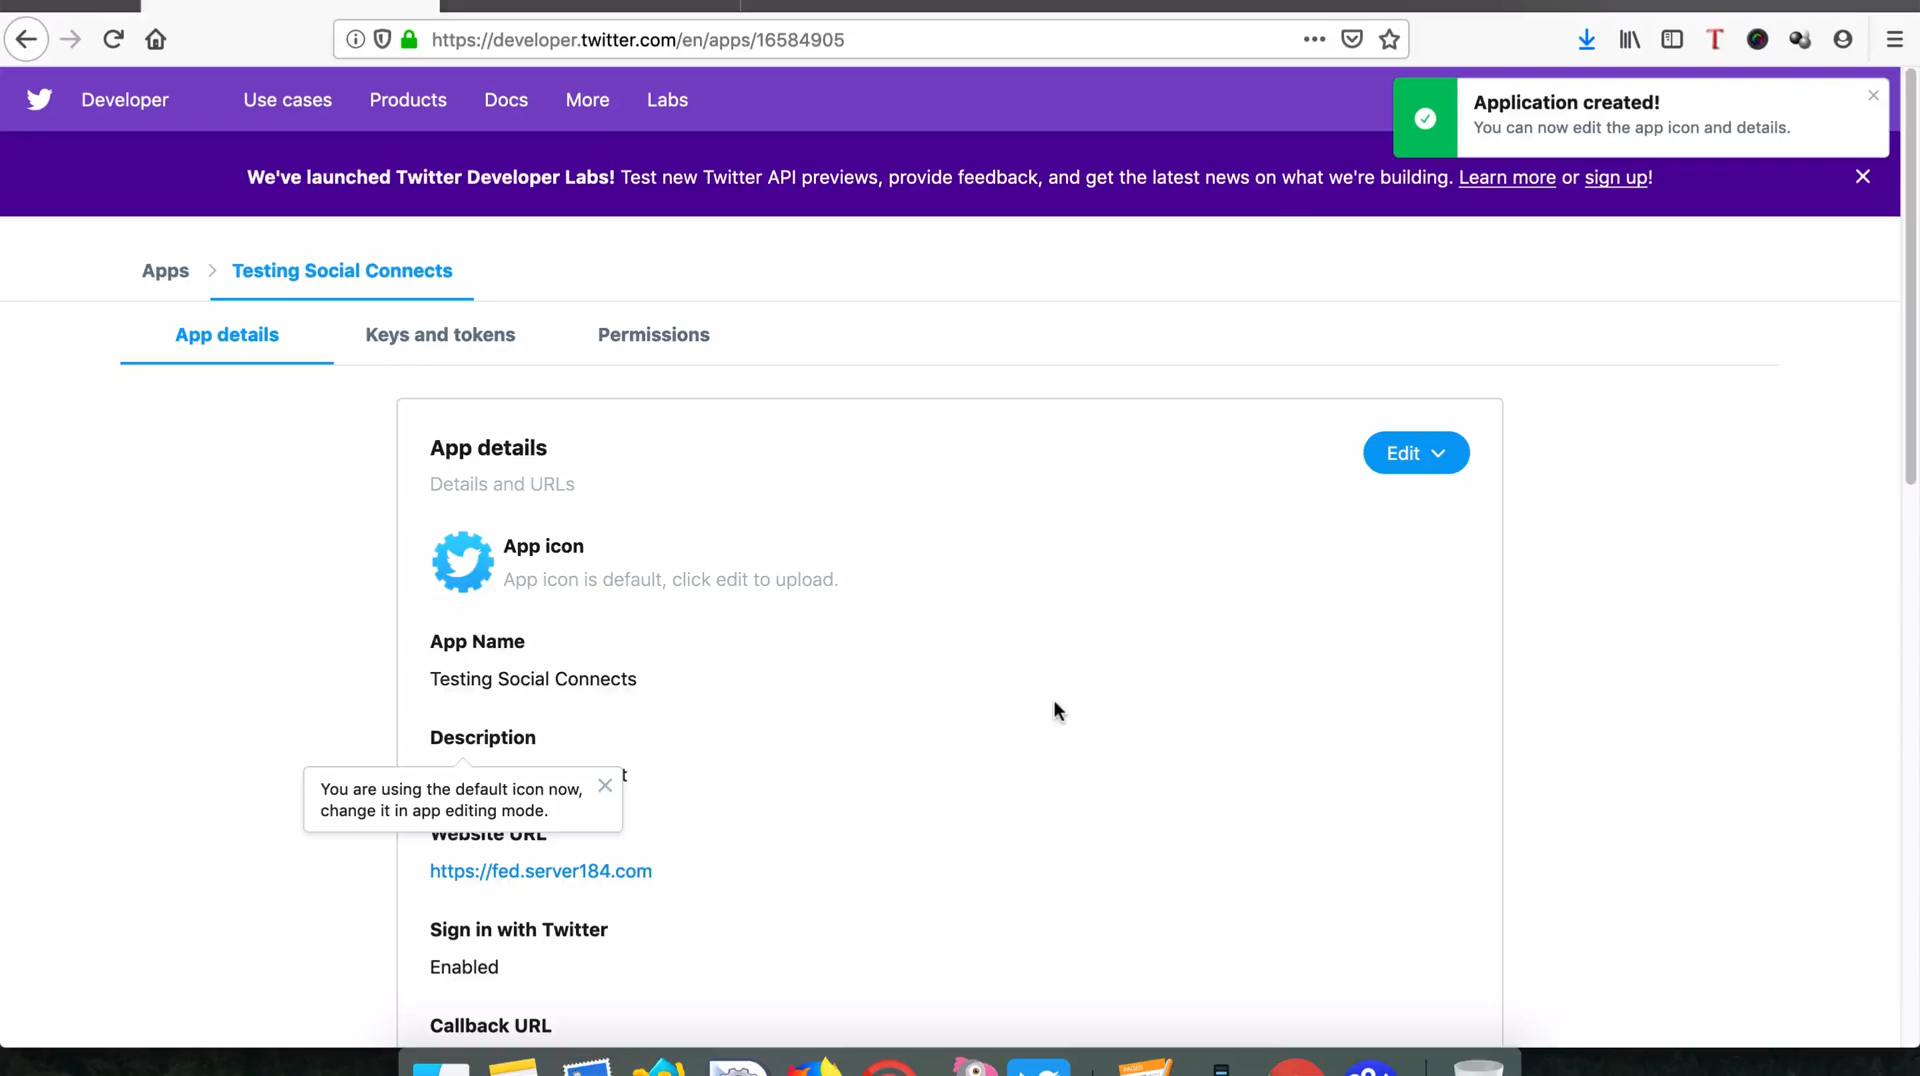 https://developer.twitter.com/en/apps/16584905
Developer
Use cases
Products
Docs
More
Labs
Application created!
You can now edit the app icon and details.
We've launched Twitter Developer Labs! Test new Twitter API previews, provide feedback, and get the latest news on what we're building. Learn more or sign up!
Apps
Testing Social Connects
App details
Keys and tokens
Permissions
App details
Edit
Details and URLs
App icon
App icon is default, click edit to upload.
App Name
Testing Social Connects
Description
You are using the default icon now,
change it in app editing mode.
Website URL
https://fed.server184.com
Sign in with Twitter
Enabled
Callback URL